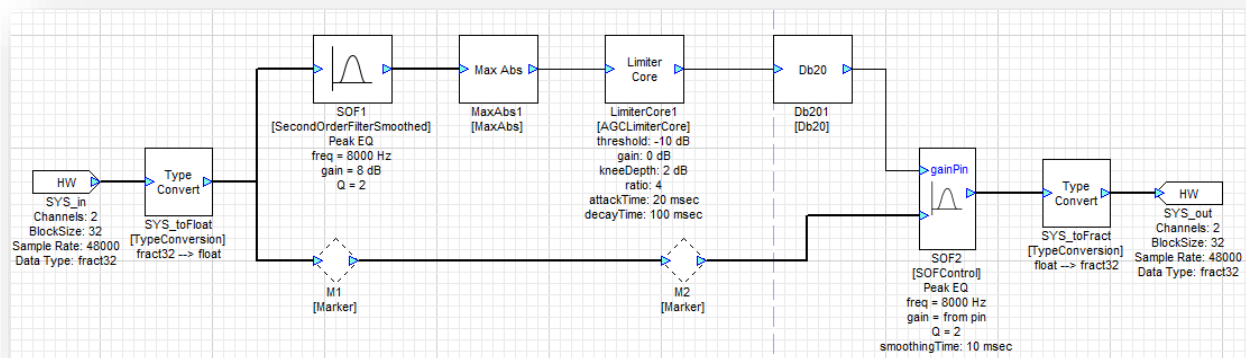 SOF1
[SecondOrderFilterSmoothed]
Peak EQ
freq = 8000 Hz
gain = 8 dB
Q = 2
Max Abs
MaxAbs1
[MaxAbs]
Limiter
Core
LimiterCore1
[AGCLimiterCore]
threshold: -10 dB
gain: 0 dB
kneeDepth: 2 dB
ratio: 4
attackTime: 20 msec
decayTime: 100 msec
Db20
Db201
[Db20]
HW
SYS_in
Channels: 2
BlockSize: 32
Sample Rate: 48000
Data Type: fract32
Type
Convert
SYS_toFloat
[TypeConversion]
fract32 --> float
M1
[Marker]
M2
[Marker]
gainPin
SOF2
[SOFControl]
Peak EQ
freq = 8000 Hz
gain = from pin
Q = 2
smoothingTime: 10 msec
Type
Convert
SYS_toFract
[TypeConversion]
float --> fract32
HW
SYS_out
Channels: 2
BlockSize: 32
Sample Rate: 48000
Data Type: fract32